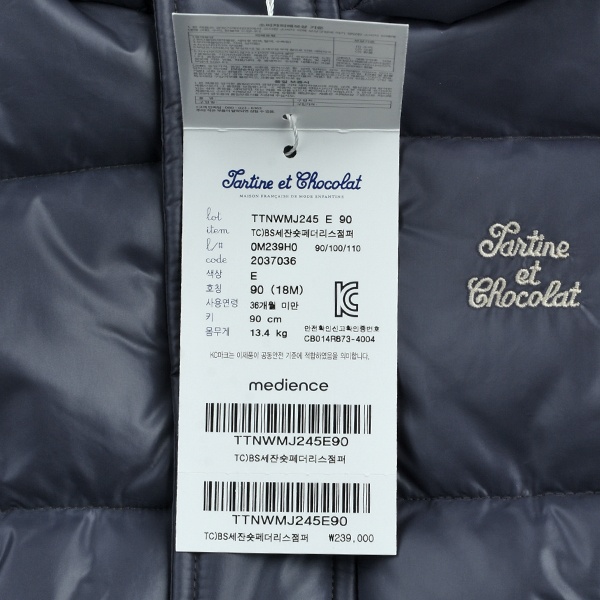 Tartine et Chocolat
MAISON FRANÇAISE DE MODE ENFANTINE
lot TTNWMJ245 E 90
item TC)BS세잔숏페더리스점퍼
l/# 0M239H0 90/100/110
code 2037036
색상 E
호칭 90 (18M)
사용연령 36개월 미만
키 90 cm
몸무게 13.4 kg
안전확인신고확인증번호
CB014R873-4004
KC마크는 이제품이 공동안전 기준에 적합하였음을 의미합니다.
medience
TTNWMJ245E90
TC)BS세잔숏페더리스점퍼
TTNWMJ245E90
TC)BS세잔숏페더리스점퍼 ₩239,000
Tartine
et
Chocolat